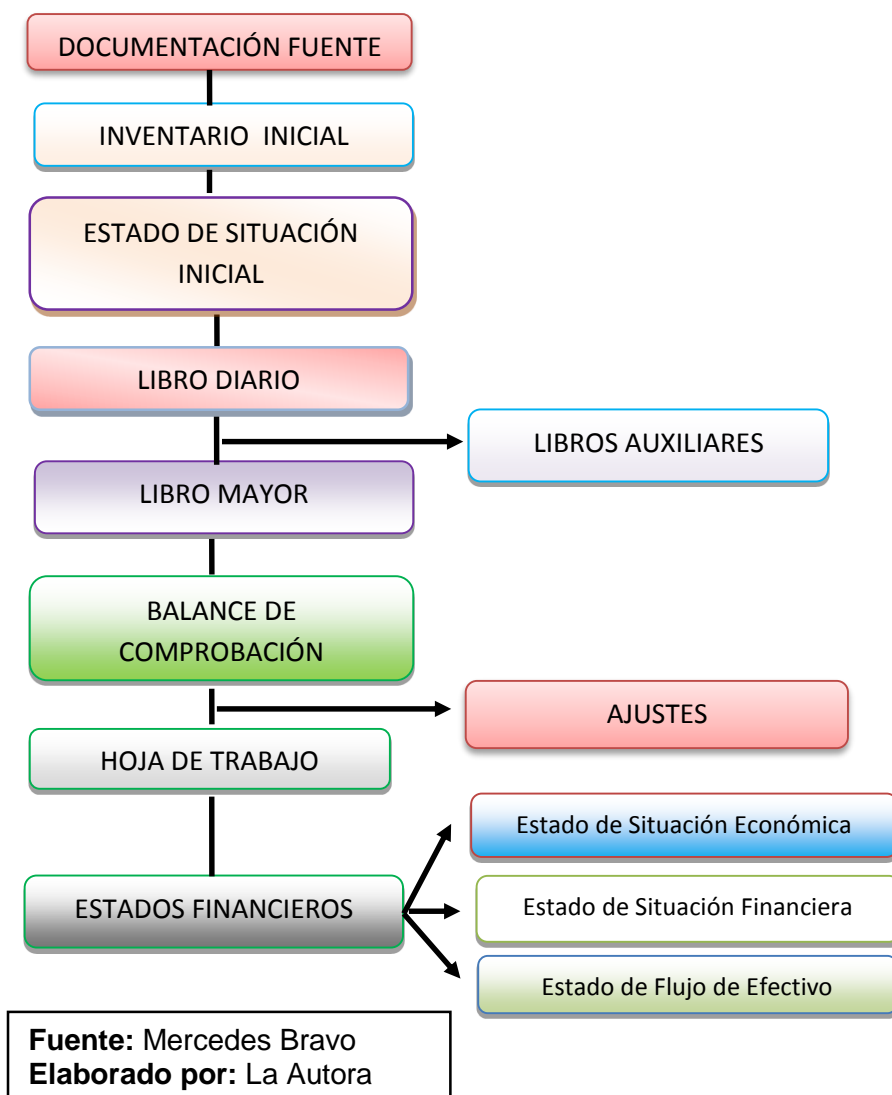 DOCUMENTACIÓN FUENTE
INVENTARIO INICIAL
ESTADO DE SITUACIÓN
INICIAL
LIBRO DIARIO
LIBROS AUXILIARES
LIBRO MAYOR
BALANCE DE
COMPROBACIÓN
AJUSTES
HOJA DE TRABAJO
Estado de Situación Económica
ESTADOS FINANCIEROS
Estado de Situación Financiera
Estado de Flujo de Efectivo
Fuente: Mercedes Bravo
Elaborado por: La Autora